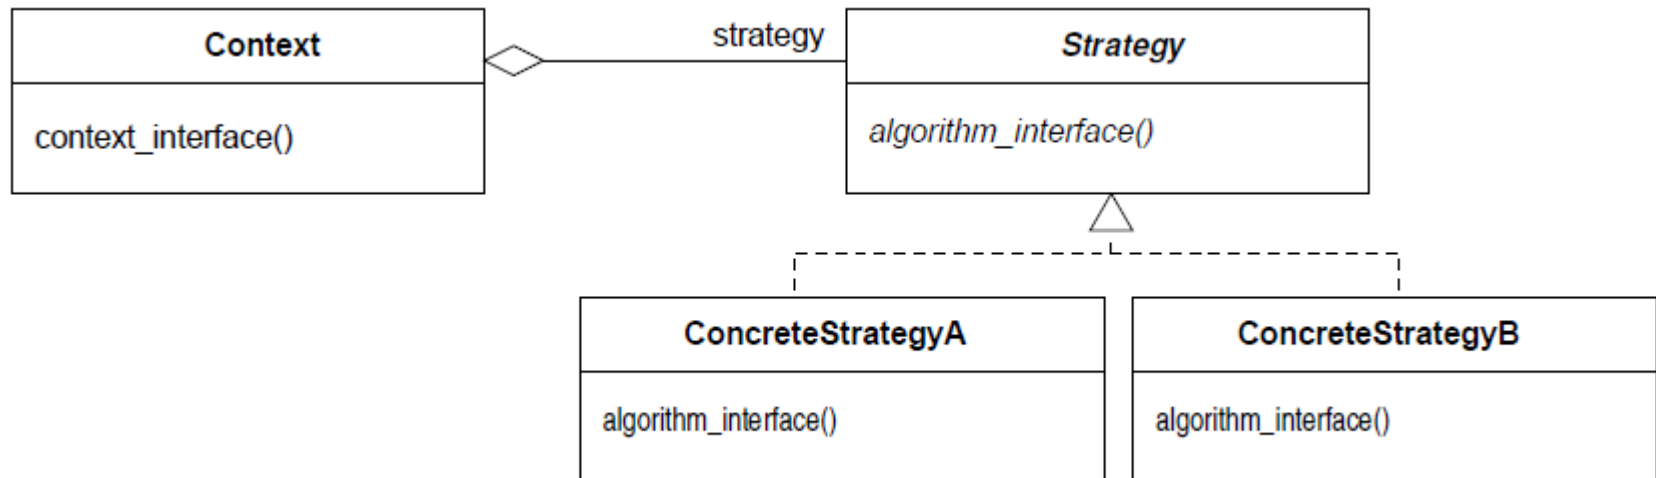 Context
context_interface()
strategy
Strategy
algorithm_interface()
ConcreteStrategyA
algorithm_interface()
ConcreteStrategyB
algorithm_interface()